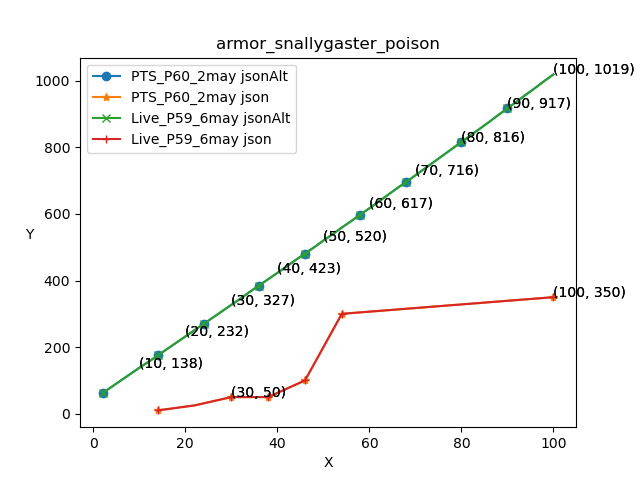 armor_snallygaster_poison
PTS_P60_2may jsonAlt
PTS_P60_2may json
Live_P59_6may jsonAlt
Live_P59_6may json
(100, 1019)
(90, 917)
(80, 816)
(70, 716)
(60, 617)
(50, 520)
(40, 423)
(30, 327)
(20, 232)
(10, 138)
(100, 350)
(30, 50)
Y
1000
800
600
400
200
0
0 20 40 60 80 100
X